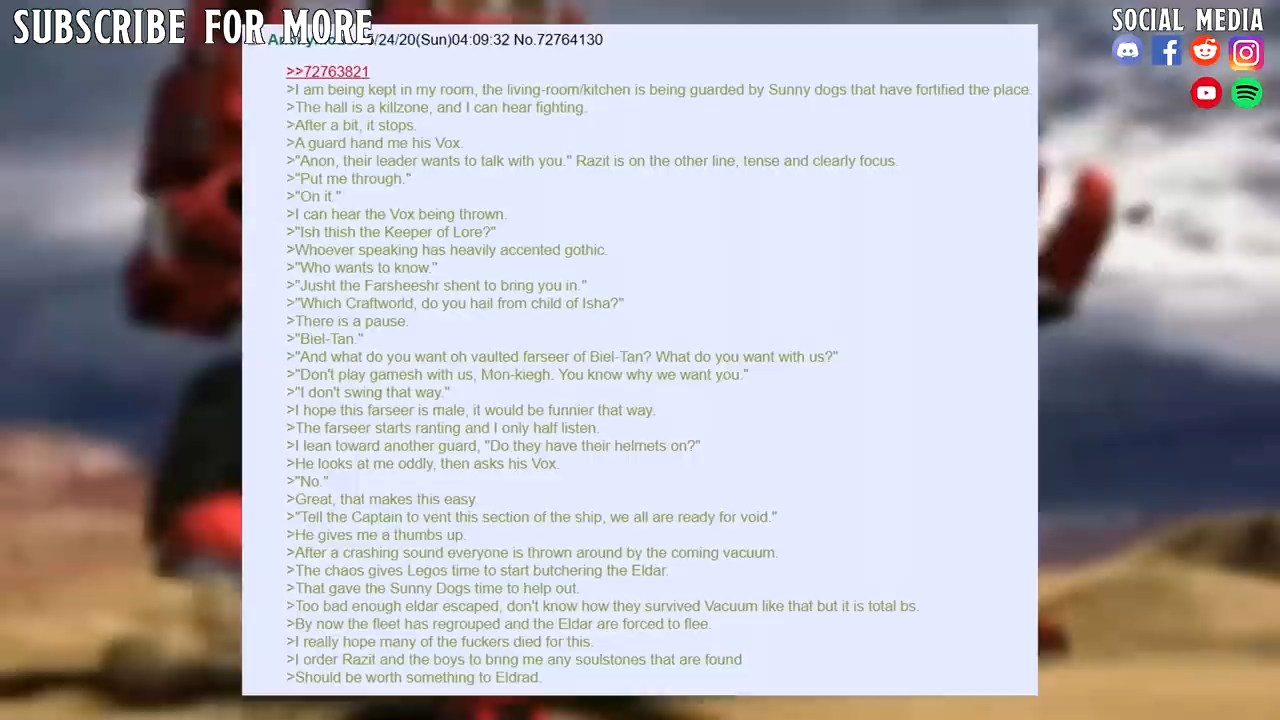 SUBSCRIBE FOR MORE
SOCIAL MEDIA
/24/20(Sun)04:09:32 No.72764130
>>72763821
>I am being kept in my room, the living-room/kitchen is being guarded by Sunny dogs that have fortified the place.
>The hall is a killzone, and I can hear fighting.
>After a bit, it stops.
>A guard hand me his Vox.
>"Anon, their leader wants to talk with you." Razit is on the other line, tense and clearly focus.
>"Put me through."
>"On it."
>I can hear the Vox being thrown.
>"Ish thish the Keeper of Lore?"
>Whoever speaking has heavily accented gothic.
>"Who wants to know."
>"Jusht the Farsheeshr shent to bring you in."
>"Which Craftworld, do you hail from child of Isha?"
>There is a pause.
>"Biel-Tan."
>"And what do you want oh vaulted farseer of Biel-Tan? What do you want with us?"
>"Don't play gamesh with us, Mon-kiegh. You know why we want you."
>"I don't swing that way."
>I hope this farseer is male, it would be funnier that way.
>The farseer starts ranting and I only half listen.
>I lean toward another guard, "Do they have their helmets on?"
>He looks at me oddly, then asks his Vox.
>"No."
>Great, that makes this easy.
>"Tell the Captain to vent this section of the ship, we all are ready for void."
>He gives me a thumbs up.
>After a crashing sound everyone is thrown around by the coming vacuum.
>The chaos gives Legos time to start butchering the Eldar.
>That gave the Sunny Dogs time to help out.
>Too bad enough eldar escaped, don't know how they survived Vacuum like that but it is total bs.
>By now the fleet has regrouped and the Eldar are forced to flee.
>I really hope many of the fuckers died for this.
>I order Razit and the boys to bring me any soulstones that are found
>Should be worth something to Eldrad.